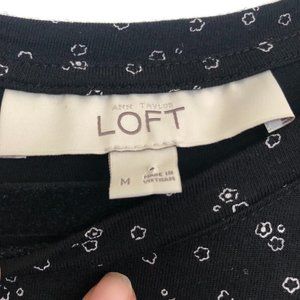 ANN TAYLOR
LOFT
M
MADE IN
VIETNAM